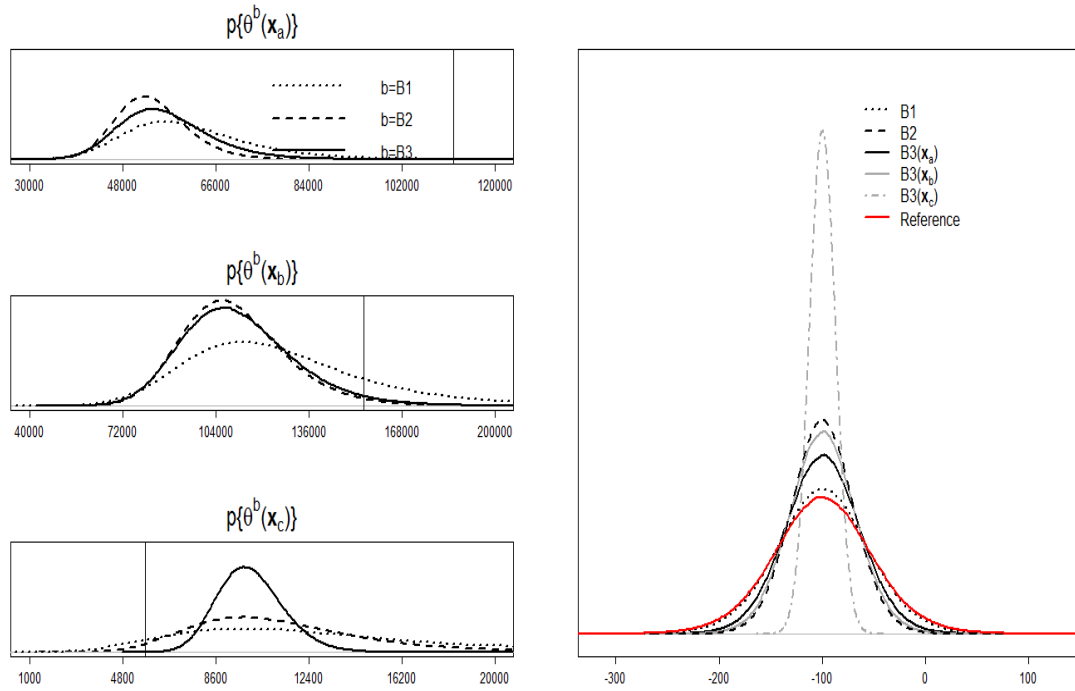 p{θ^b(x_a)}
b=B1
b=B2
b=B3
30000 48000 66000 84000 102000 120000
p{θ^b(x_b)}
40000 72000 104000 136000 168000 200000
p{θ^b(x_c)}
1000 4800 8600 12400 16200 20000
B1
B2
B3(x_a)
B3(x_b)
B3(x_c)
Reference
-300 -200 -100 0 100